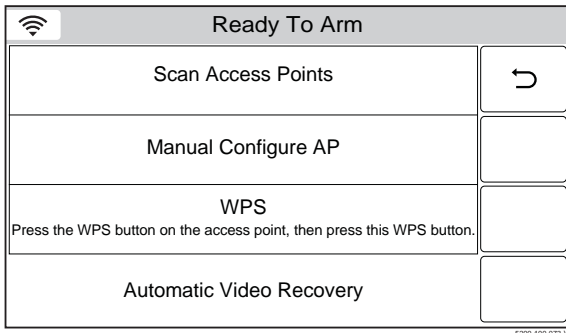 Ready To Arm
Scan Access Points
Manual Configure AP
WPS
Press the WPS button on the access point, then press this WPS button.
Automatic Video Recovery